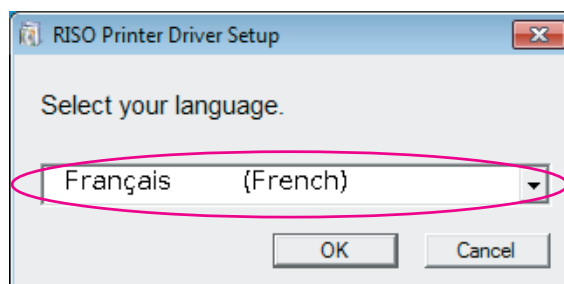 RISO Printer Driver Setup
Select your language.
Français (French)
OK Cancel